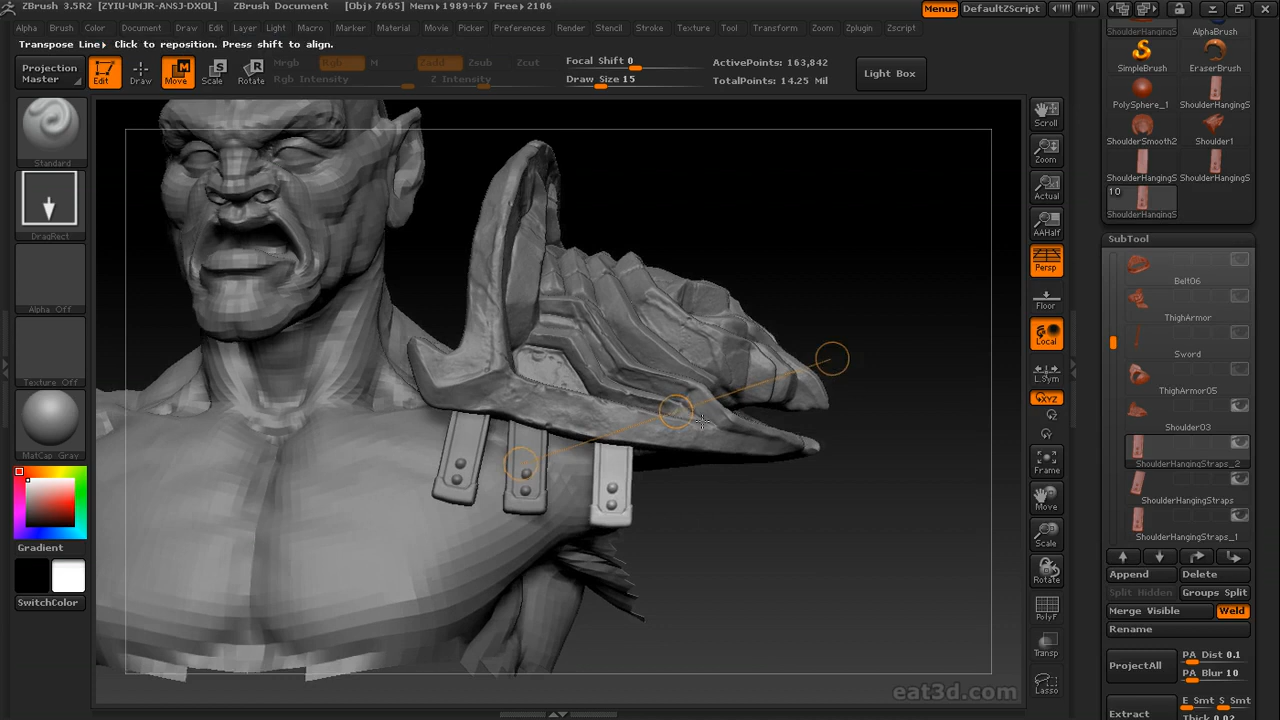 ZBrush 3.5R2 [ZYIU-UMJR-ANSJ-DXOL] ZBrush Document [Obj▸7665] Mem▸1989+67 Free▸2106 Menus DefaultZScript
Alpha Brush Color Document Draw Edit Layer Light Macro Marker Material Movie Picker Preferences Render Stencil Stroke Texture Tool Transform Zoom Zplugin Zscript
Transpose Line▸ Click to reposition. Press shift to align.
Projection Master
Edit
Draw
Move
Scale
Rotate
Mrgb Rgb M
Rgb Intensity
Zadd Zsub Zcut
Z Intensity
Focal Shift 0
Draw Size 15
ActivePoints: 163,842
TotalPoints: 14.25 Mil
Light Box
Standard
DragRect
Alpha Off
Texture Off
MatCap Gray
Gradient
SwitchColor
Scroll
Zoom
Actual
AAHalf
Persp
Floor
Local
L.Sym
XYZ
Y
Y
Frame
Move
Scale
Rotate
PolyF
Transp
Lasso
ShoulderHangingS AlphaBrush
SimpleBrush EraserBrush
PolySphere_1 ShoulderHangingS
ShoulderSmooth2 Shoulder1
ShoulderHangingS ShoulderHangingS
10
ShoulderHangingS
SubTool
Belt06
ThighArmor
Sword
ThighArmor05
Shoulder03
ShoulderHangingStraps_2
ShoulderHangingStraps
ShoulderHangingStraps_1
Append Delete
Split Hidden Groups Split
Merge Visible Weld
Rename
ProjectAll
PA Dist 0.1
PA Blur 10
Extract
E Smt S Smt
Thick 0.02
eat3d.com